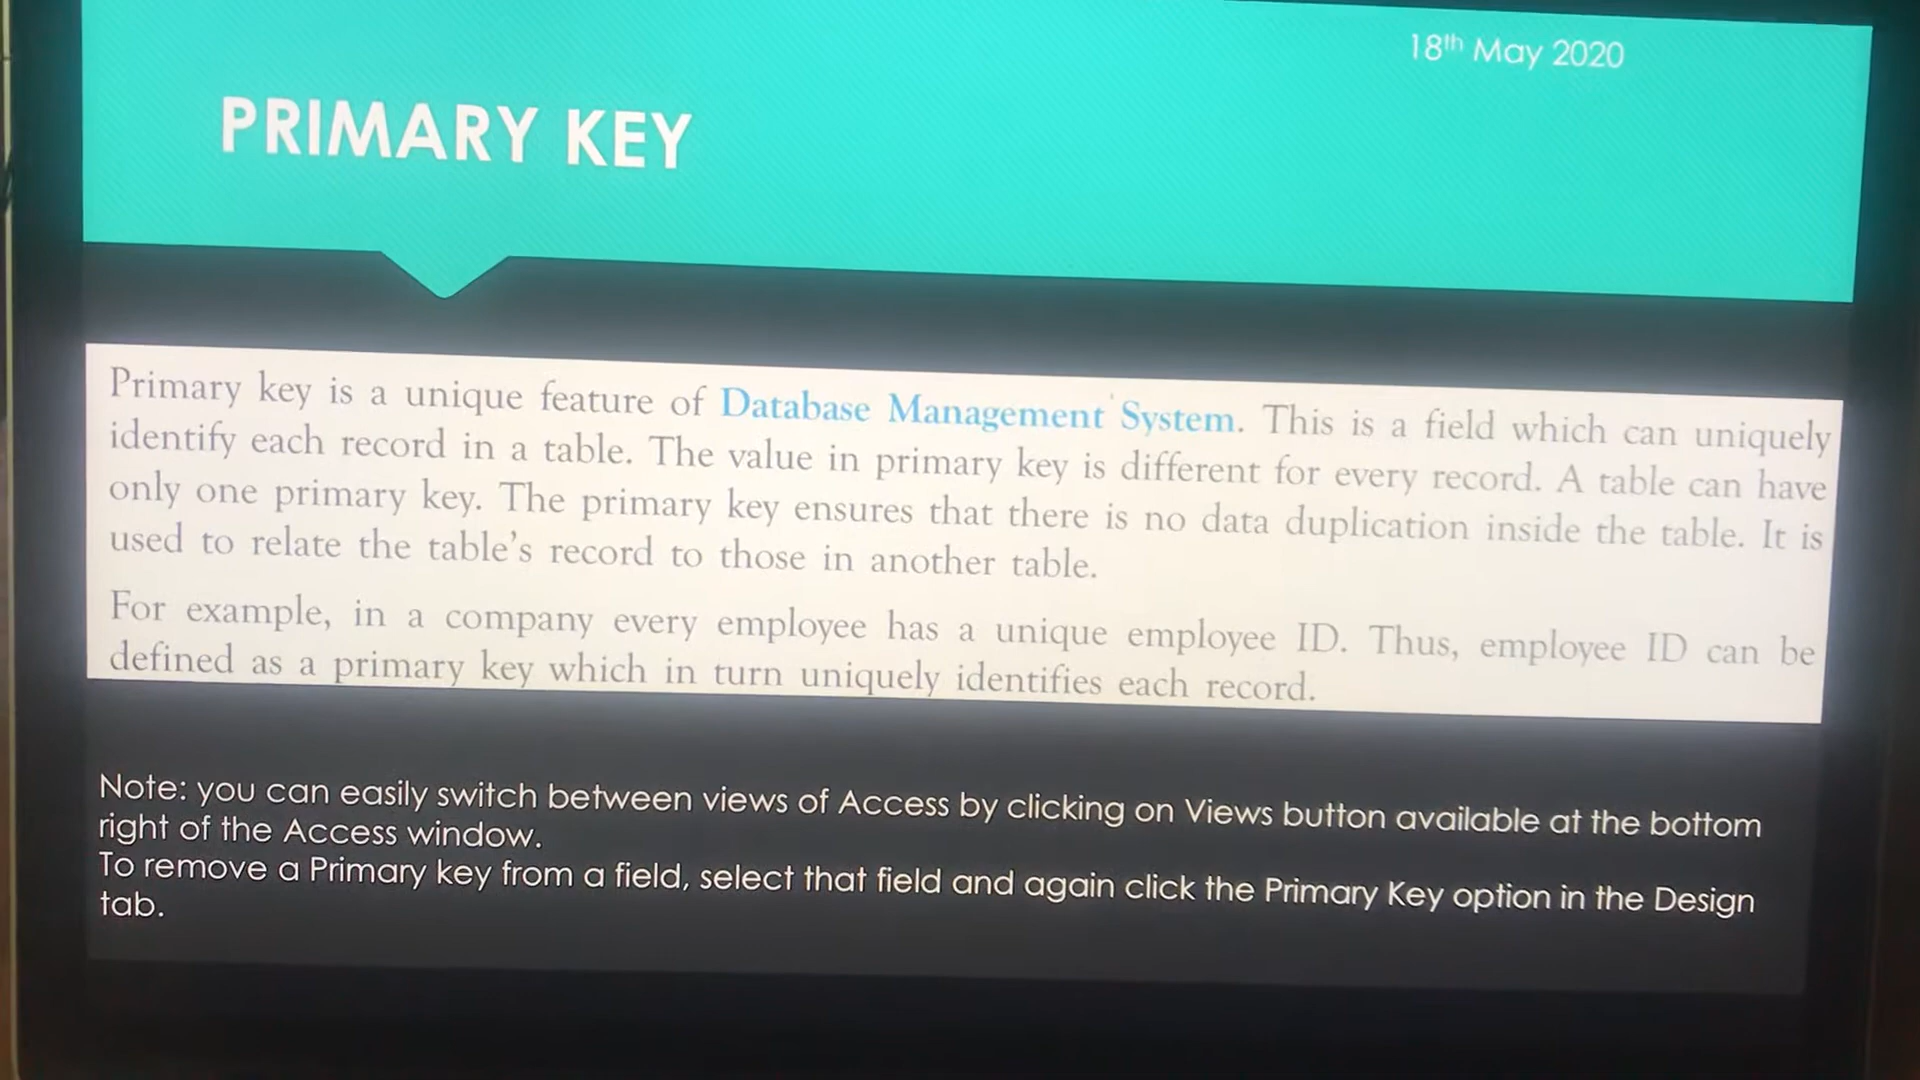 18th May 2020
PRIMARY KEY
Primary key is a unique feature of Database Management System. This is a field which can uniquely
identify each record in a table. The value in primary key is different for every record. A table can have
only one primary key. The primary key ensures that there is no data duplication inside the table. It is
used to relate the table's record to those in another table.
For example, in a company every employee has a unique employee ID. Thus, employee ID can be
defined as a primary key which in turn uniquely identifies each record.
Note: you can easily switch between views of Access by clicking on Views button available at the bottom
right of the Access window.
To remove a Primary key from a field, select that field and again click the Primary Key option in the Design
tab.